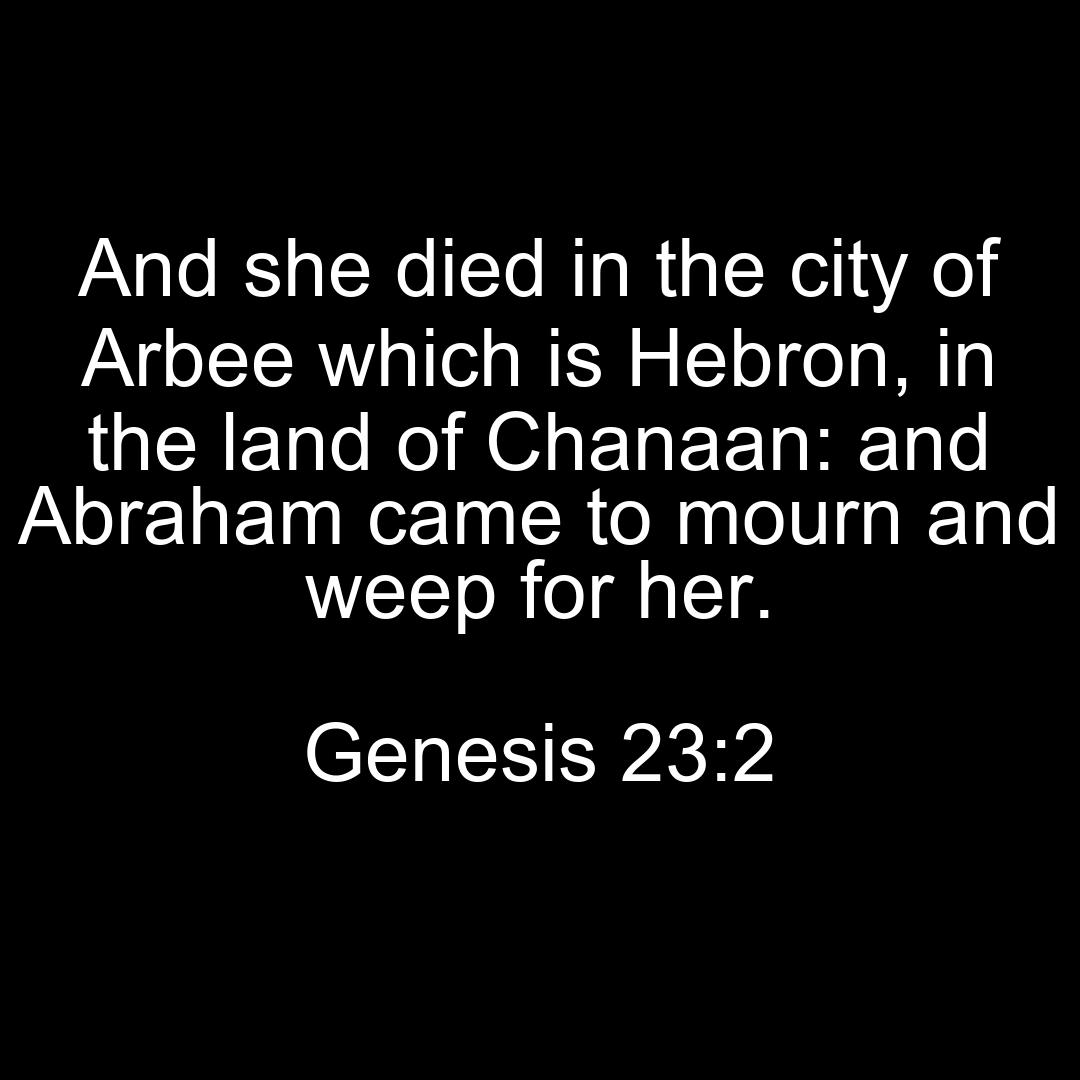 And she died in the city of
Arbee which is Hebron, in
the land of Chanaan: and
Abraham came to mourn and
weep for her.
Genesis 23:2